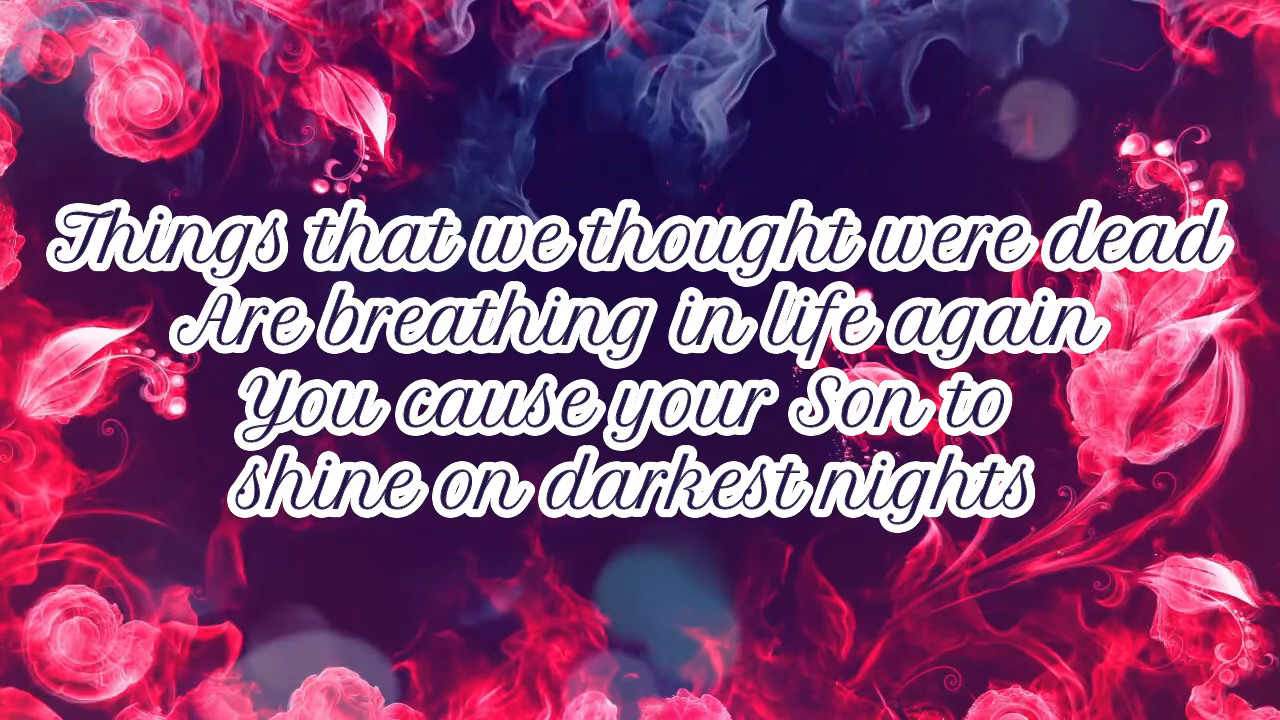 Things that we thought were dead
Are breathing in life again
You cause your Son to
shine on darkest nights